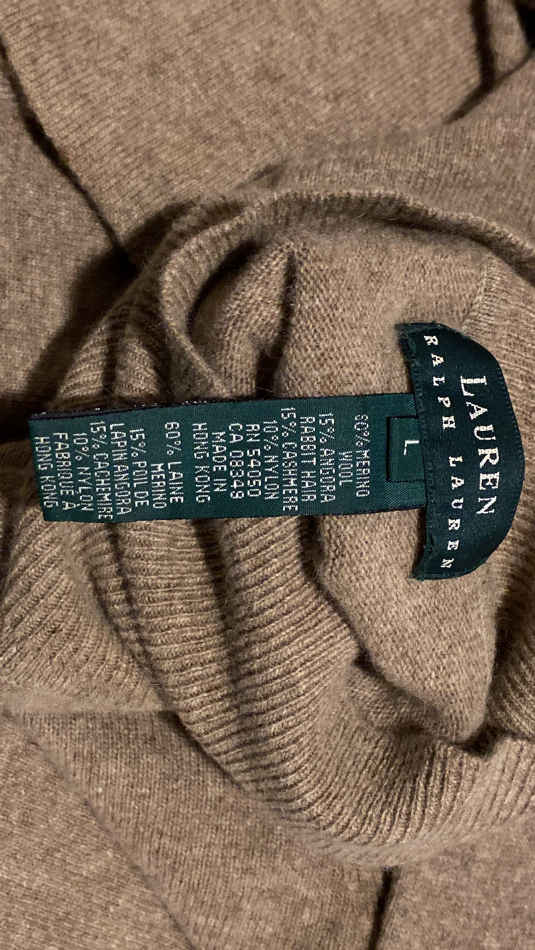 LAUREN
RALPH LAUREN
L
60% MERINO
WOOL
15% ANGORA
RABBIT HAIR
15% CASHMERE
10% NYLON
RN 54050
CA 08349
MADE IN
HONG KONG
60% LAINE
MERINO
15% POIL DE
LAPIN ANGORA
15% CACHEMIRE
10% NYLON
FABRIQUE À
HONG KONG